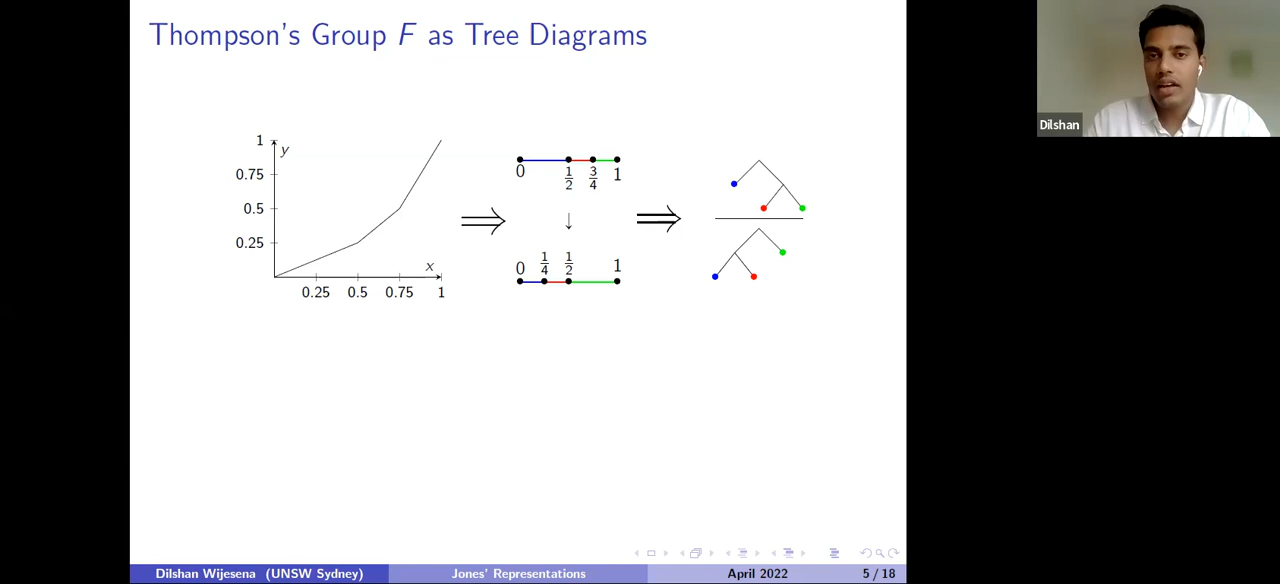 Thompson's Group F as Tree Diagrams
Dilshan
1 y
0.75
0.5
0.25
x
0.25 0.5 0.75 1
⟹
0 1/2 3/4 1
↓
0 1/4 1/2 1
⟹
Dilshan Wijesena (UNSW Sydney) Jones' Representations April 2022 5 / 18